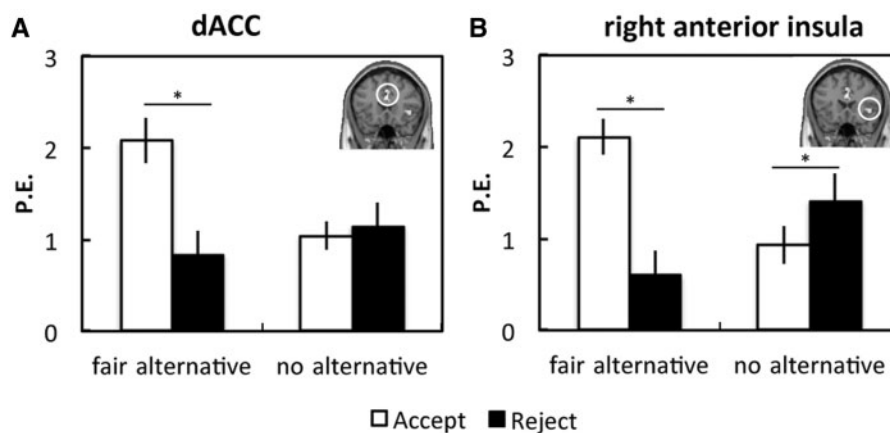 A
dACC
3
2
1
0
P.E.
*
fair alternative
no alternative
B
right anterior insula
3
2
1
0
P.E.
*
*
fair alternative
no alternative
Accept
Reject